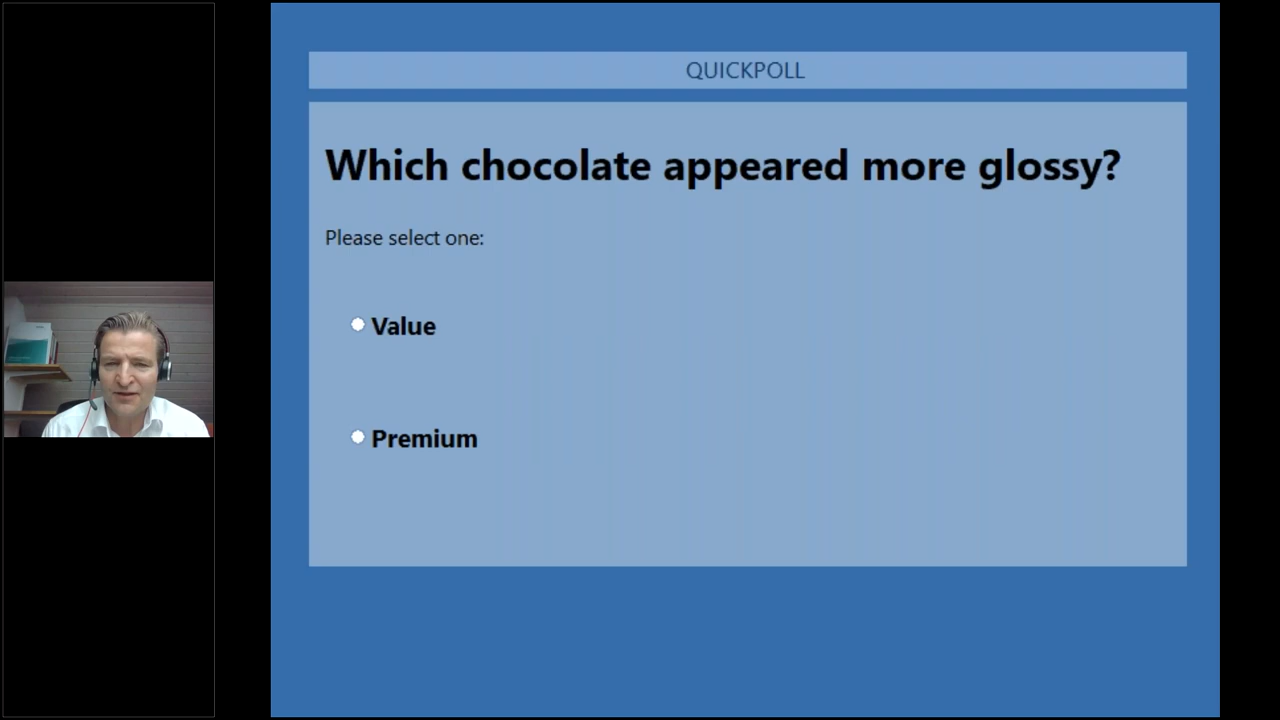 QUICKPOLL
Which chocolate appeared more glossy?
Please select one:
Value
Premium